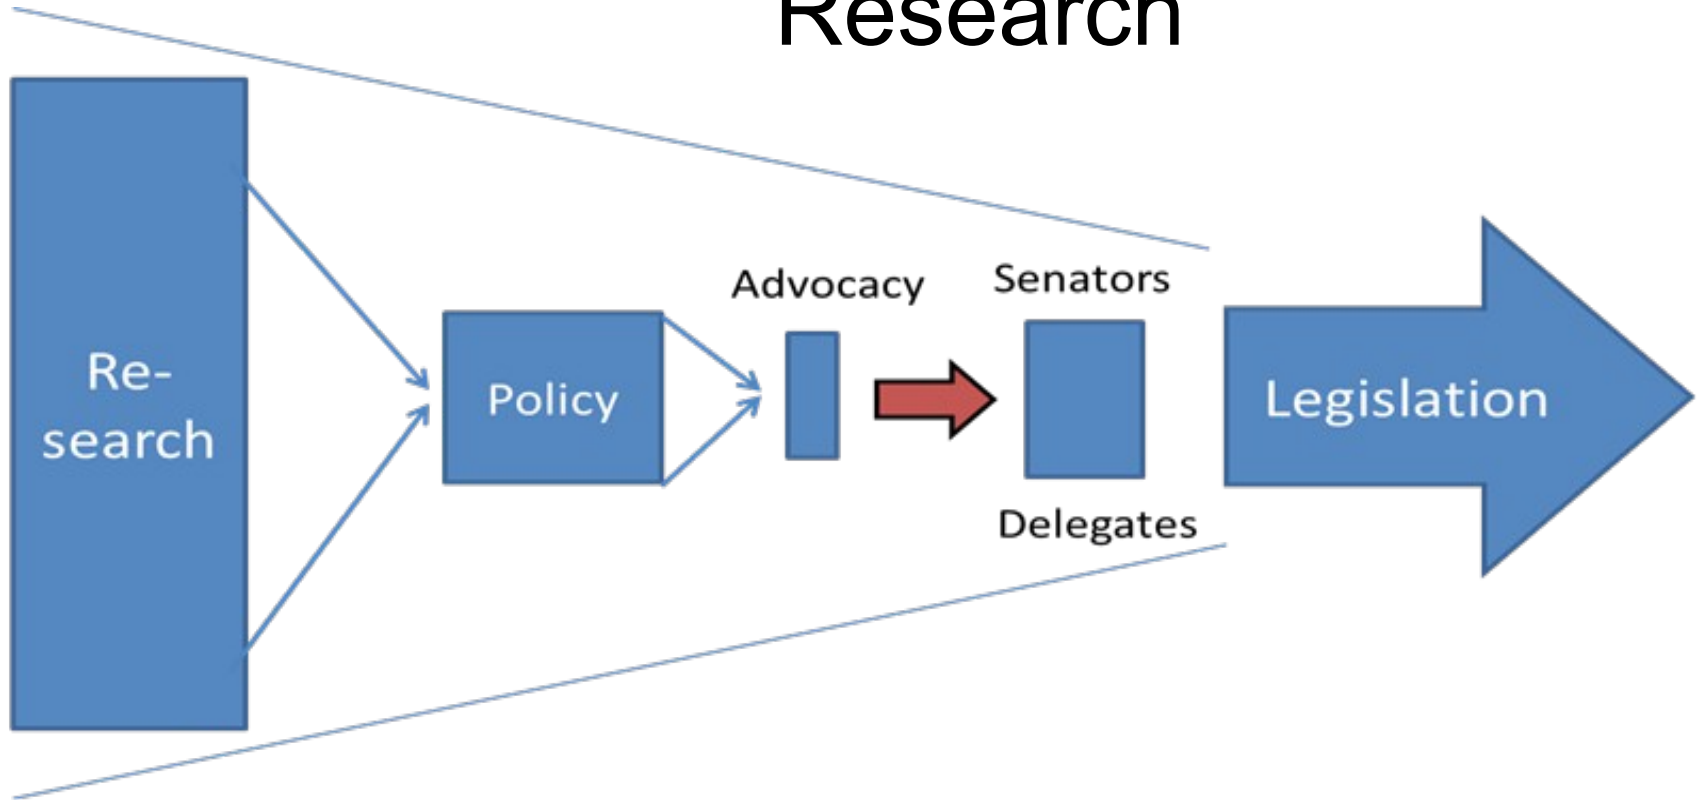 Research
Re-
search
Policy
Advocacy
Senators
Delegates
Legislation